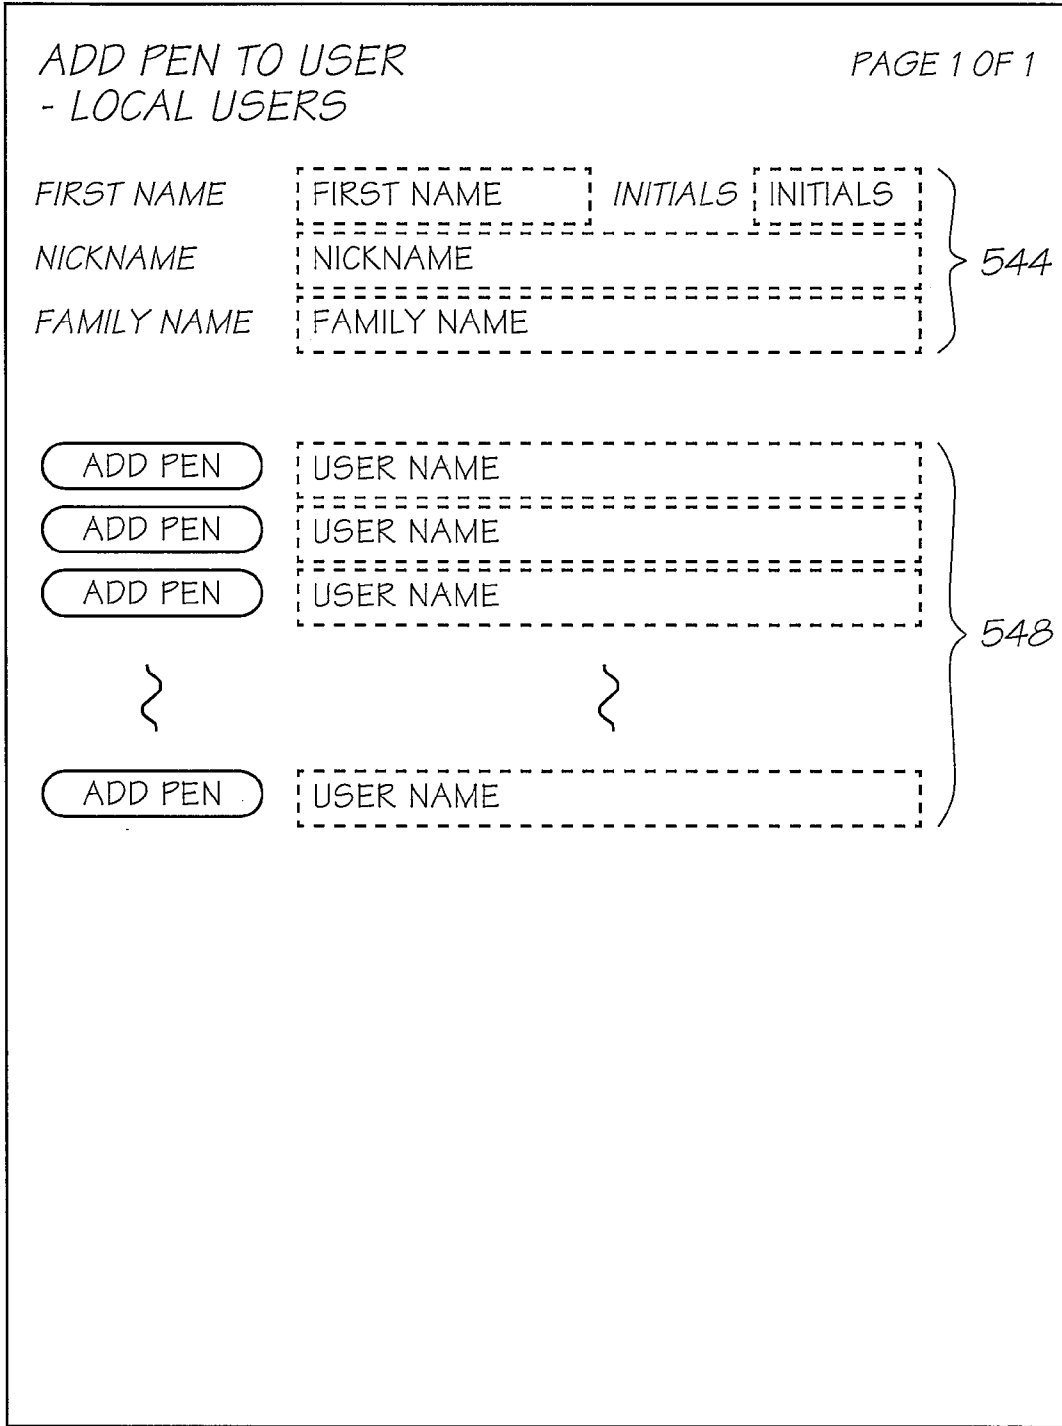 ADD PEN TO USER PAGE 1 OF 1
- LOCAL USERS
FIRST NAME FIRST NAME INITIALS INITIALS
NICKNAME NICKNAME 544
FAMILY NAME FAMILY NAME
ADD PEN USER NAME
ADD PEN USER NAME
ADD PEN USER NAME
548
ADD PEN USER NAME